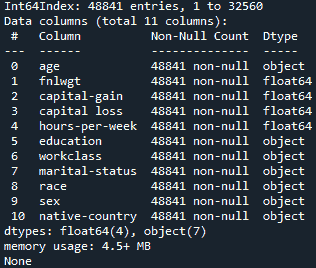 Int64Index: 48841 entries, 1 to 32560
Data columns (total 11 columns):
 #   Column          Non-Null Count  Dtype
---  ------          --------------  -----
 0   age             48841 non-null  object
 1   fnlwgt          48841 non-null  float64
 2   capital-gain    48841 non-null  float64
 3   capital loss    48841 non-null  float64
 4   hours-per-week  48841 non-null  float64
 5   education       48841 non-null  object
 6   workclass       48841 non-null  object
 7   marital-status  48841 non-null  object
 8   race            48841 non-null  object
 9   sex             48841 non-null  object
 10  native-country  48841 non-null  object
dtypes: float64(4), object(7)
memory usage: 4.5+ MB
None